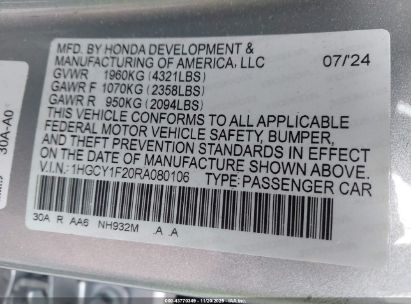 MFD. BY HONDA DEVELOPMENT &
MANUFACTURING OF AMERICA, LLC 07/'24
GVWR 1960KG (4321LBS)
GAWR F 1070KG (2358LBS)
GAWR R 950KG (2094LBS)
THIS VEHICLE CONFORMS TO ALL APPLICABLE
FEDERAL MOTOR VEHICLE SAFETY, BUMPER,
AND THEFT PREVENTION STANDARDS IN EFFECT
ON THE DATE OF MANUFACTURE SHOWN ABOVE.
V.I.N.: 1HGCY1F20RA080106 TYPE: PASSENGER CAR
30A R AA6 NH932M .A .A
30A-A0